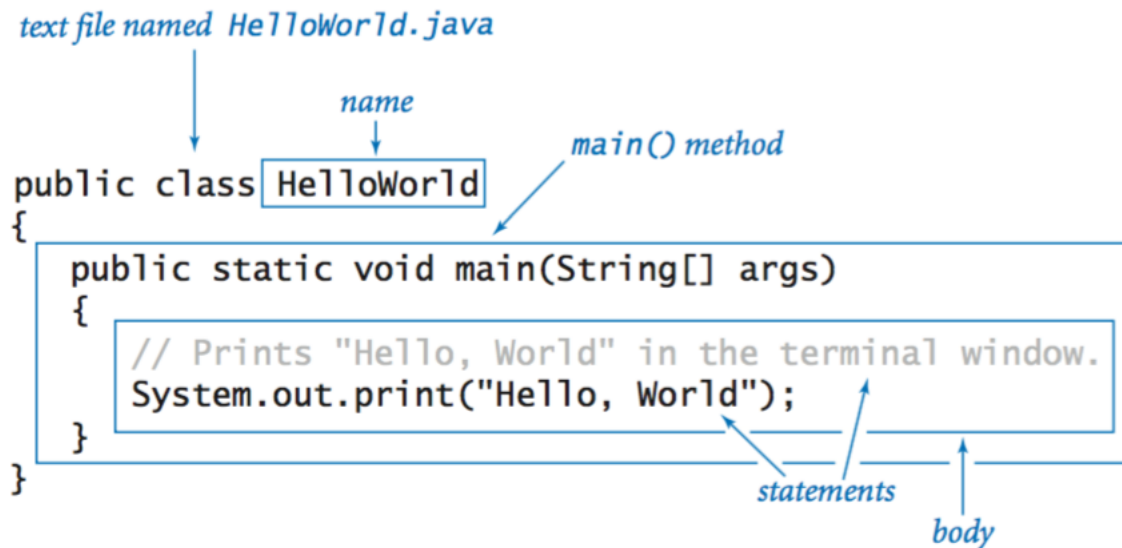 text file named HelloWorld.java
name
main() method
public class HelloWorld
{
public static void main(String[] args)
{
// Prints "Hello, World" in the terminal window.
System.out.print("Hello, World");
}
}
statements
body